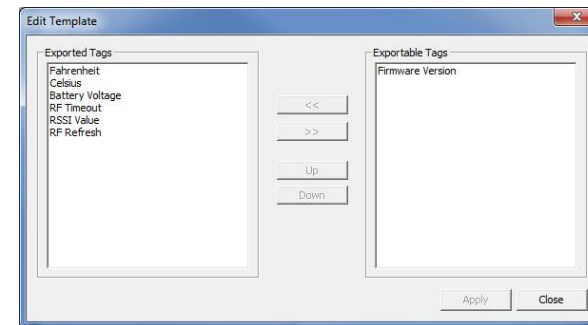 Edit Template
x
Exported Tags
Fahrenheit
Celsius
Battery Voltage
RF Timeout
RSSI Value
RF Refresh
<<
>>
Up
Down
Exportable Tags
Firmware Version
Apply
Close